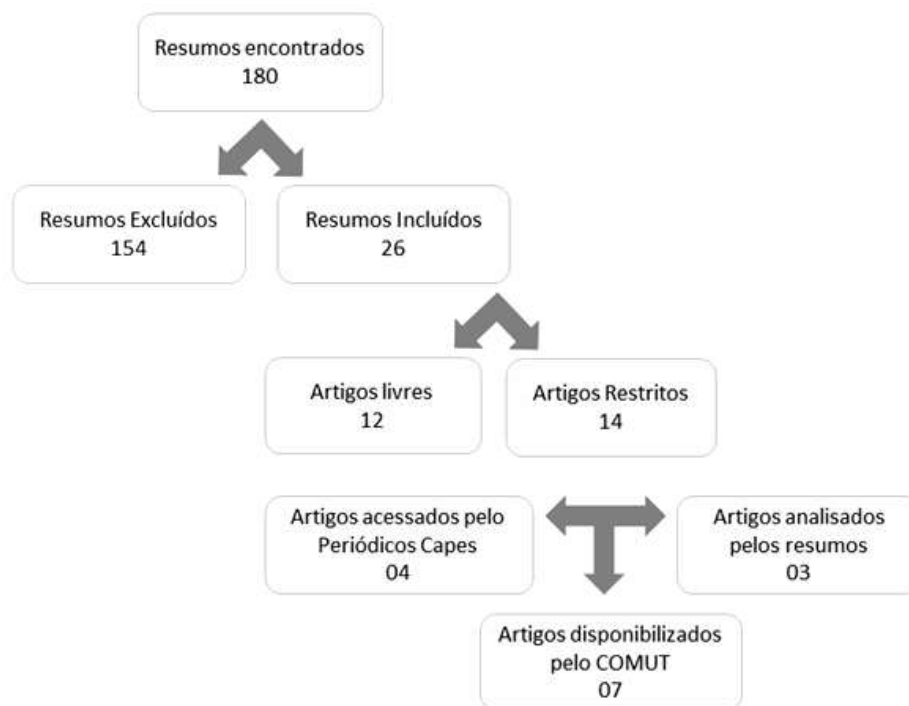 Resumos encontrados
180
Resumos Excluídos
154
Resumos Incluídos
26
Artigos livres
12
Artigos Restritos
14
Artigos acessados pelo
Periódicos Capes
04
Artigos analisados
pelos resumos
03
Artigos disponibilizados
pelo COMUT
07